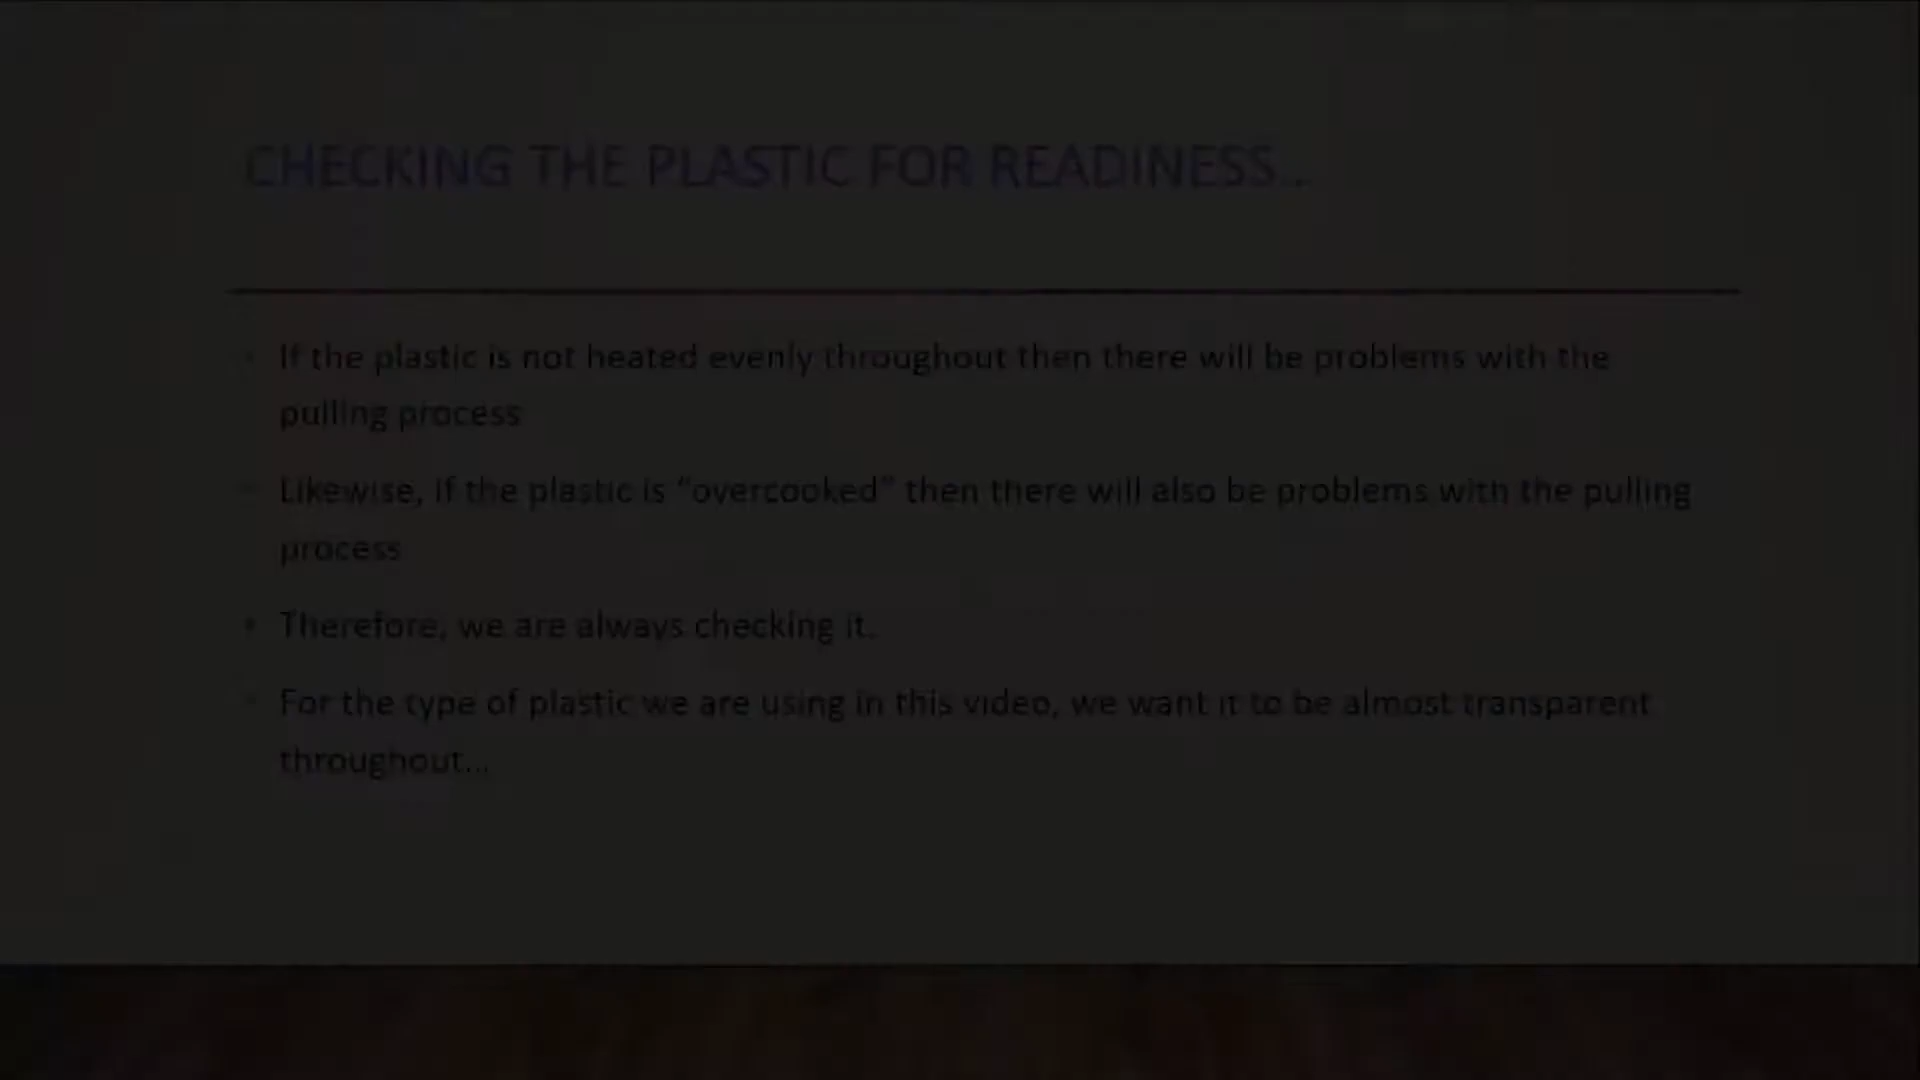 CHECKING THE PLASTIC FOR READINESS...
• If the plastic is not heated evenly throughout then there will be problems with the
pulling process
• Likewise, if the plastic is “overcooked” then there will also be problems with the pulling
process
• Therefore, we are always checking it.
• For the type of plastic we are using in this video, we want it to be almost transparent
throughout...